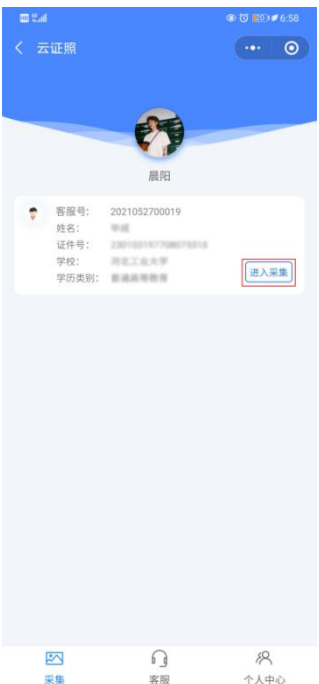 HD 6:58
云证照
晨阳
客服号： 2021052700019
姓名：
证件号：
学校：
学历类别：
进入采集
采集 客服 个人中心